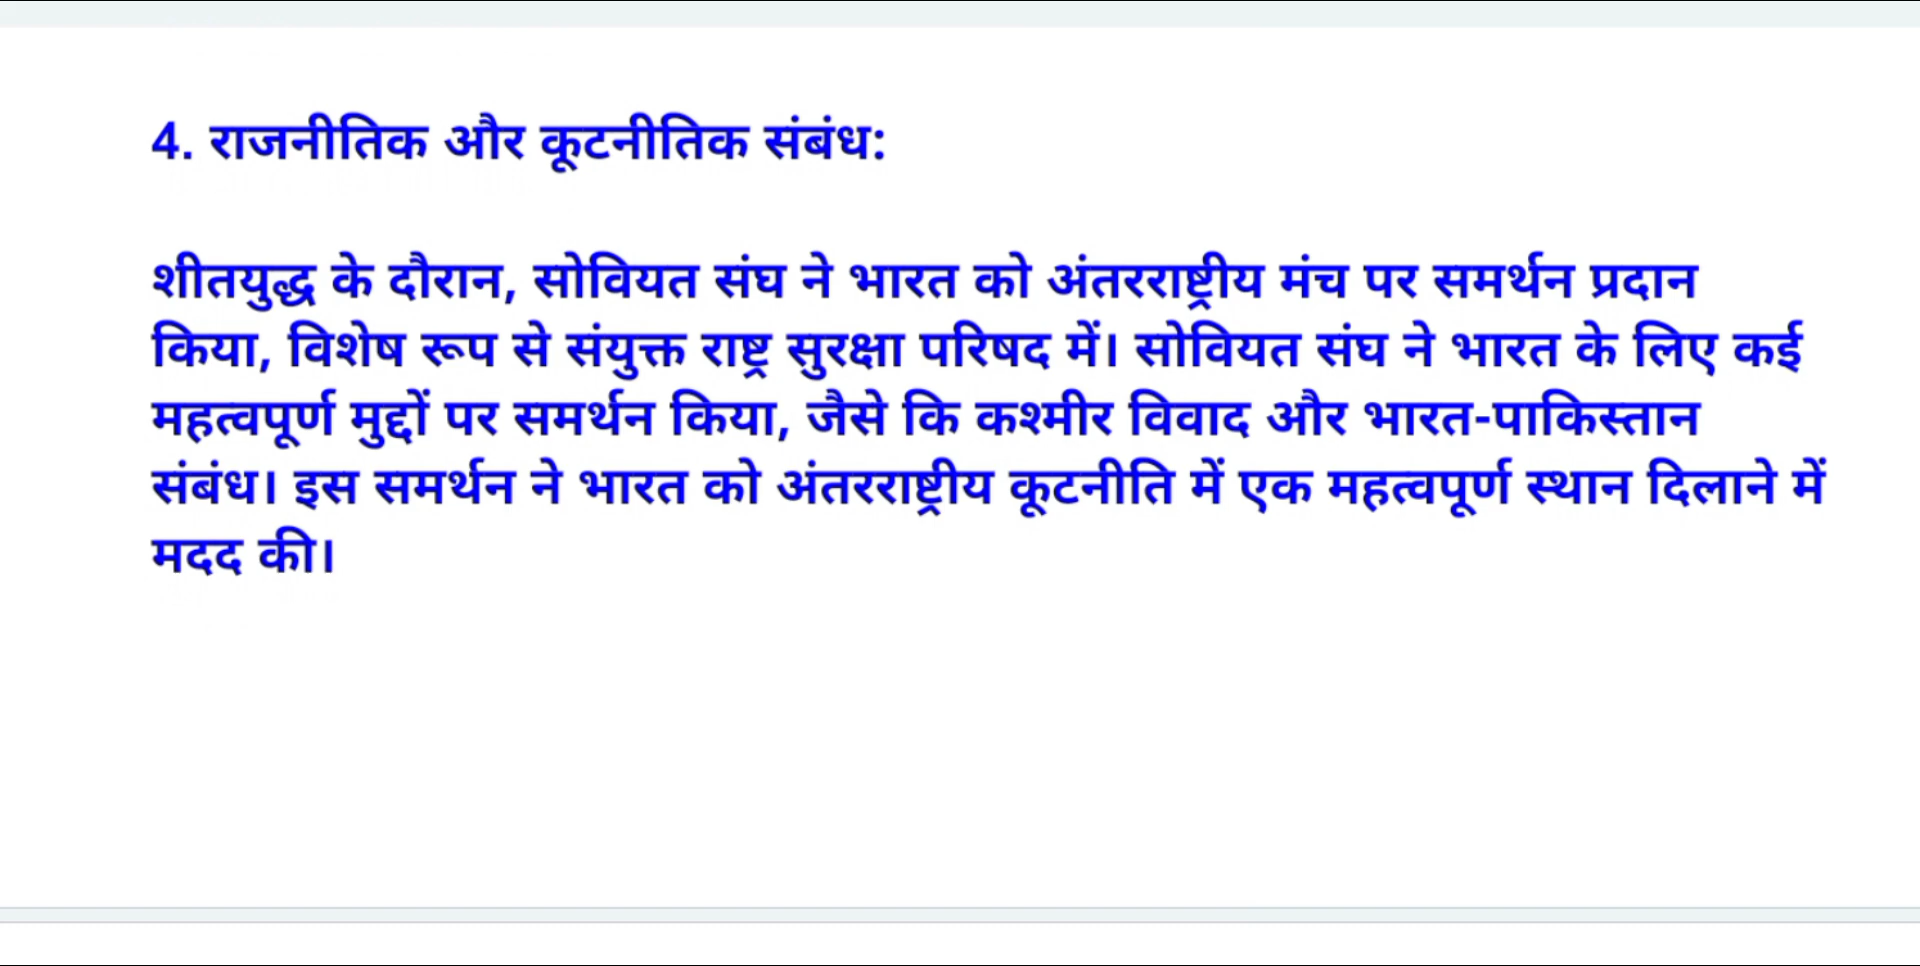 4. राजनीतिक और कूटनीतिक संबंध:
शीतयुद्ध के दौरान, सोवियत संघ ने भारत को अंतरराष्ट्रीय मंच पर समर्थन प्रदान
किया, विशेष रूप से संयुक्त राष्ट्र सुरक्षा परिषद में। सोवियत संघ ने भारत के लिए कई
महत्वपूर्ण मुद्दों पर समर्थन किया, जैसे कि कश्मीर विवाद और भारत-पाकिस्तान
संबंध। इस समर्थन ने भारत को अंतरराष्ट्रीय कूटनीति में एक महत्वपूर्ण स्थान दिलाने में
मदद की।